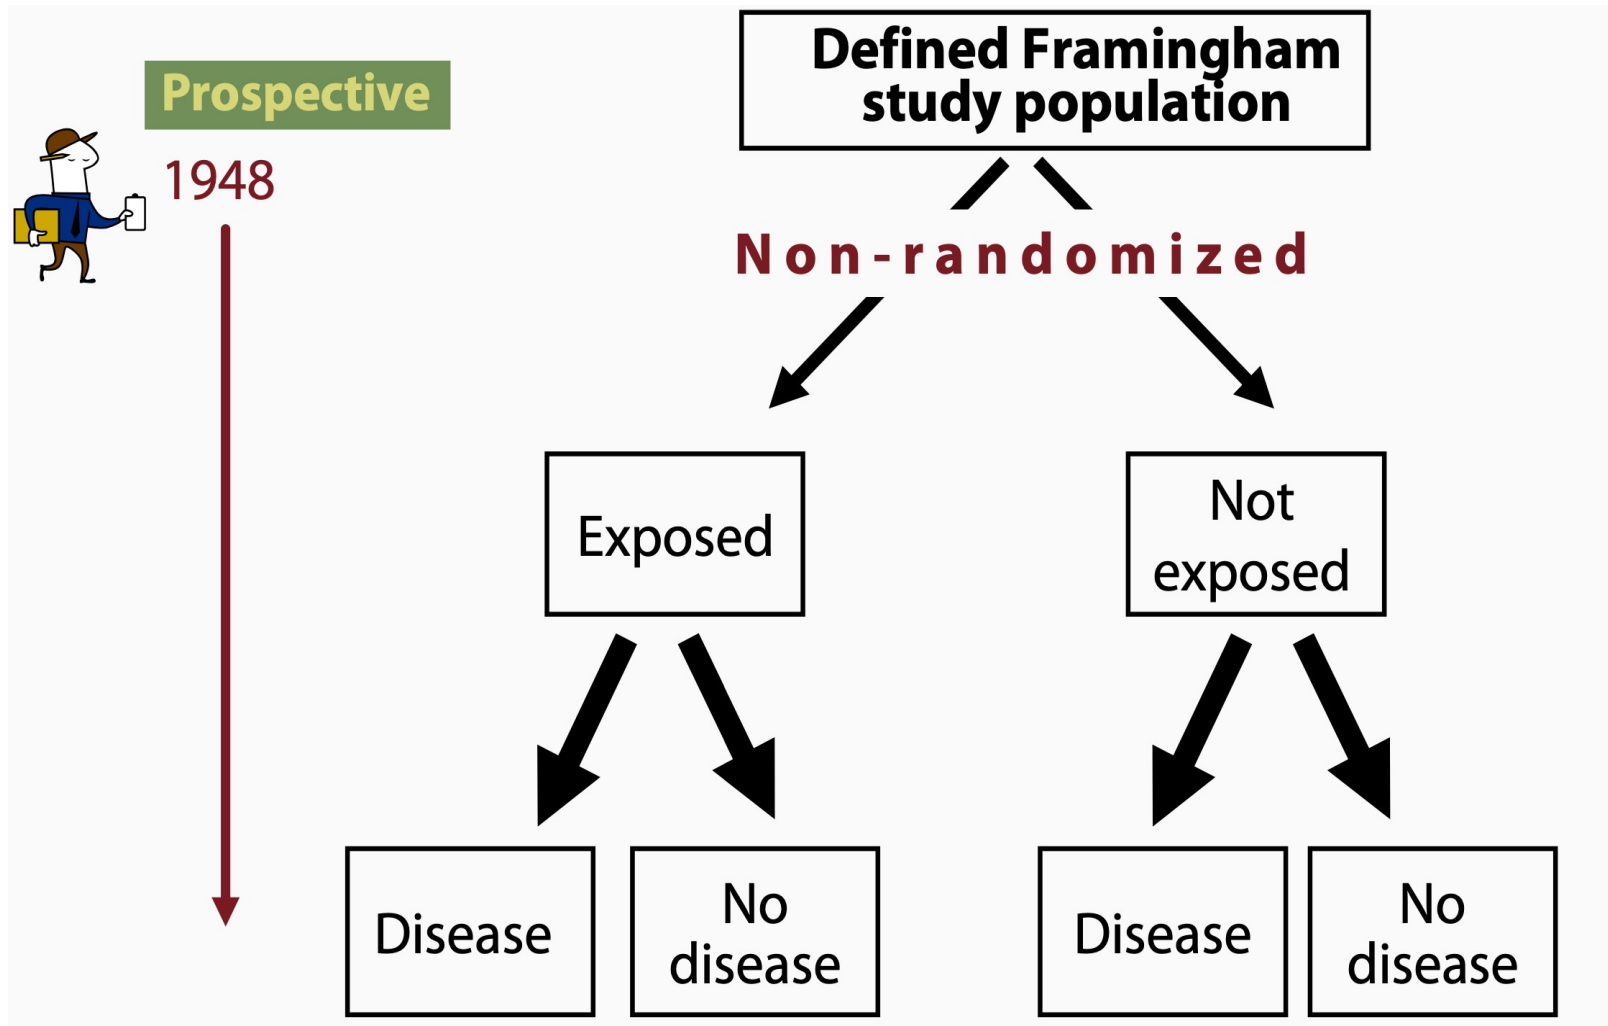 Prospective
1948
Defined Framingham
study population
Non-randomized
Exposed
Not
exposed
Disease
No
disease
Disease
No
disease